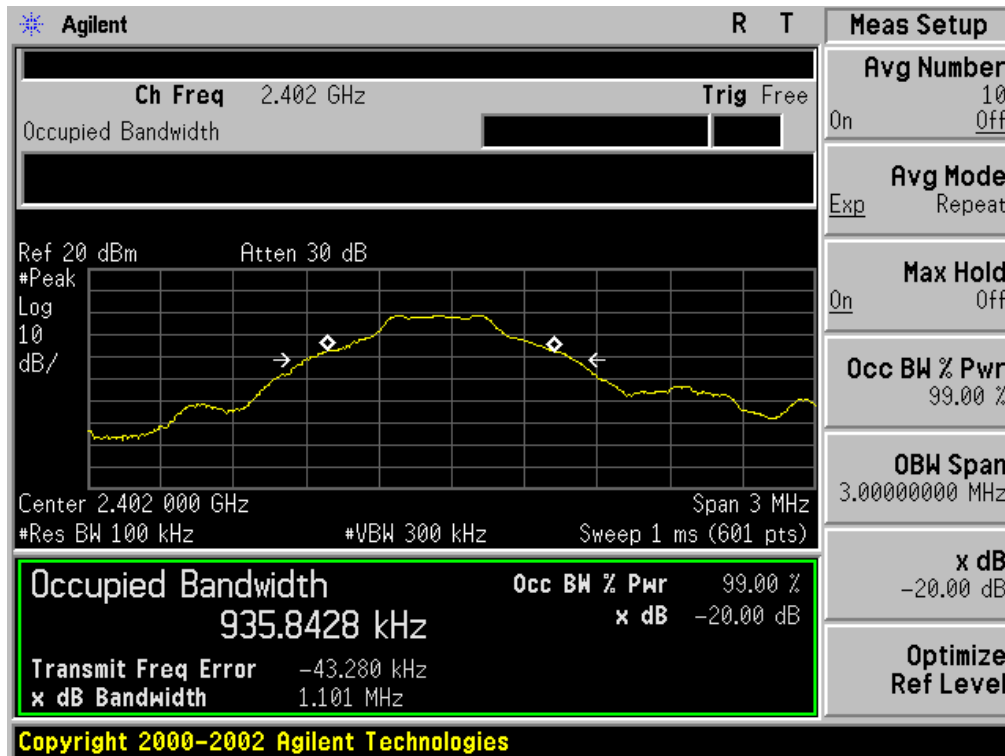 Agilent R T
Ch Freq 2.402 GHz Trig Free
Occupied Bandwidth
Ref 20 dBm Atten 30 dB
#Peak
Log
10
dB/
Center 2.402 000 GHz Span 3 MHz
#Res BW 100 kHz #VBW 300 kHz Sweep 1 ms (601 pts)
Occupied Bandwidth Occ BW % Pwr 99.00 %
935.8428 kHz x dB -20.00 dB
Transmit Freq Error -43.280 kHz
x dB Bandwidth 1.101 MHz
Copyright 2000-2002 Agilent Technologies
Meas Setup
Avg Number
10
On Off
Avg Mode
Exp Repeat
Max Hold
On Off
Occ BW % Pwr
99.00 %
OBW Span
3.00000000 MHz
x dB
-20.00 dB
Optimize
Ref Level